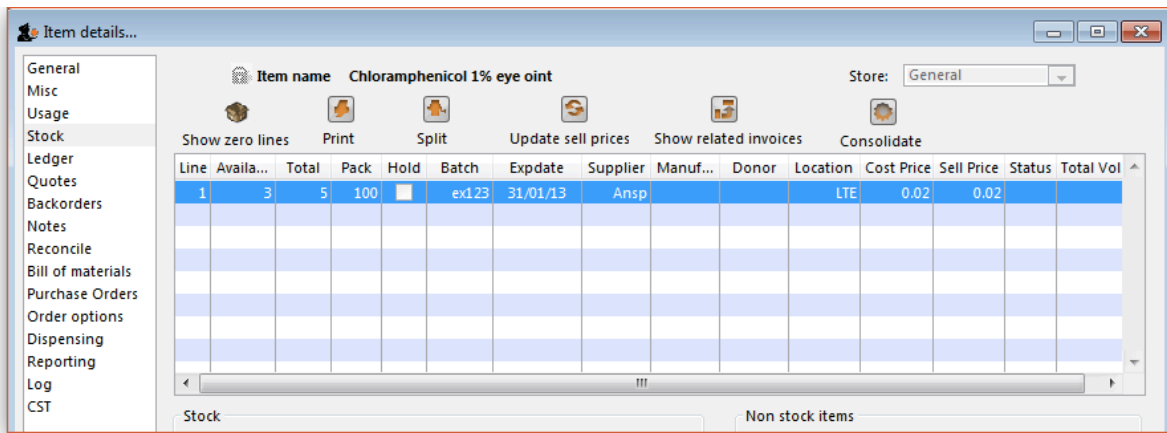 Item details...
General
Misc
Usage
Stock
Ledger
Quotes
Backorders
Notes
Reconcile
Bill of materials
Purchase Orders
Order options
Dispensing
Reporting
Log
CST
Item name Chloramphenicol 1% eye oint Store: General
Show zero lines Print Split Update sell prices Show related invoices Consolidate
Line Availa... Total Pack Hold Batch Expdate Supplier Manuf... Donor Location Cost Price Sell Price Status Total Vol
1 3 5 100 ex123 31/01/13 Ansp LTE 0.02 0.02
Stock Non stock items